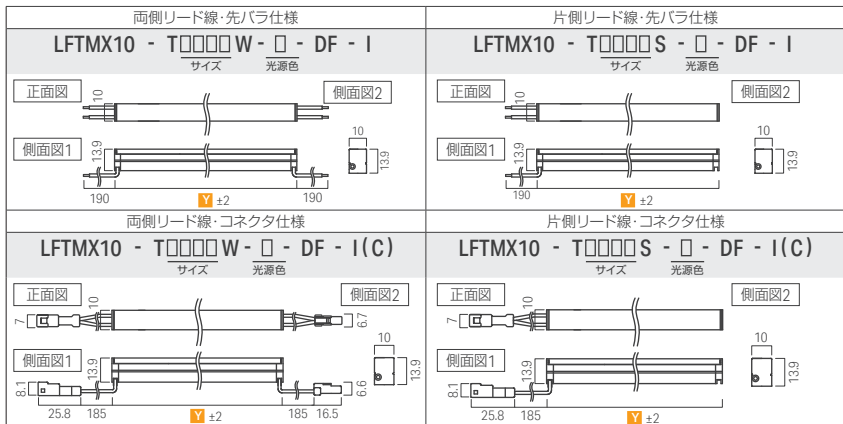 両側リード線・先バラ仕様
LFTMX10 - T□□□□W - □ - DF - I
サイズ 光源色
正面図
10
側面図2
側面図1
13.9
10
13.9
190
Y ±2
190
片側リード線・先バラ仕様
LFTMX10 - T□□□□S - □ - DF - I
サイズ 光源色
正面図
10
側面図2
側面図1
13.9
10
13.9
190
Y ±2
両側リード線・コネクタ仕様
LFTMX10 - T□□□□W - □ - DF - I(C)
サイズ 光源色
正面図
7
10
6.7
側面図2
側面図1
13.9
8.1
6.6
10
13.9
25.8
185
Y ±2
185
16.5
片側リード線・コネクタ仕様
LFTMX10 - T□□□□S - □ - DF - I(C)
サイズ 光源色
正面図
7
10
側面図2
側面図1
13.9
8.1
10
13.9
25.8
185
Y ±2